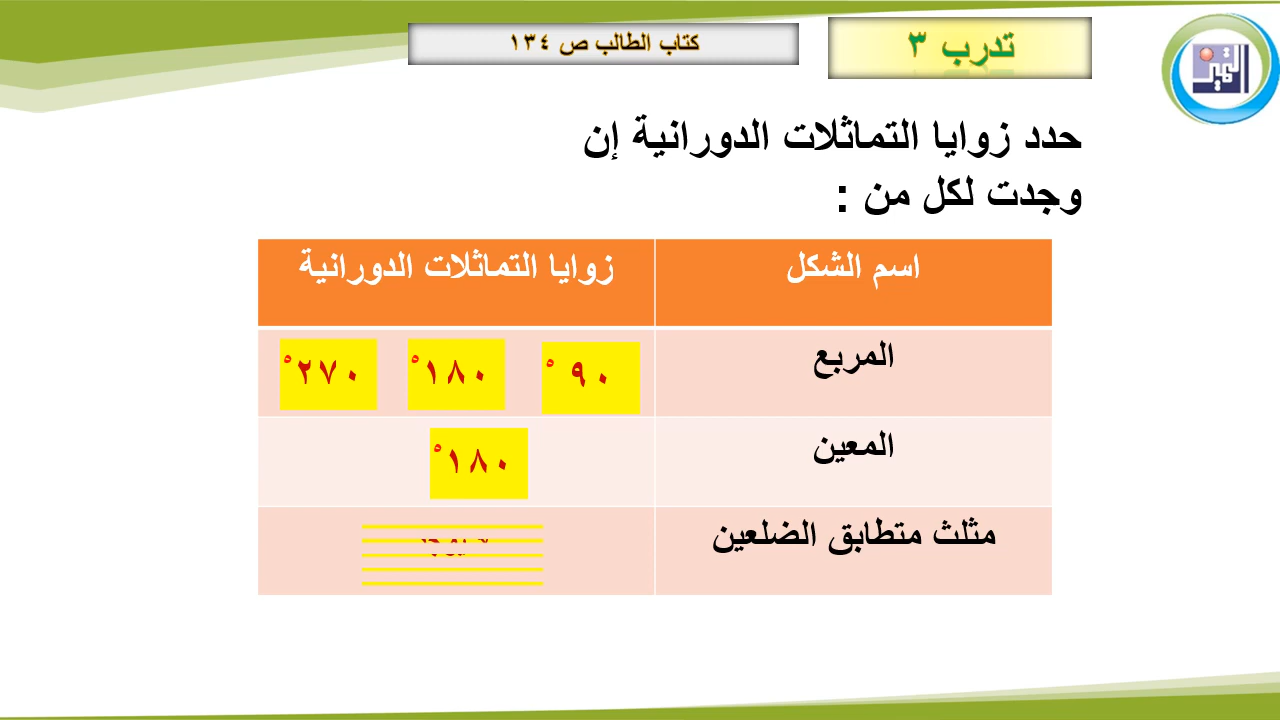 تدرب ٣
كتاب الطالب ص ١٣٤
التميز
حدد زوايا التماثلات الدورانية إن
وجدت لكل من :
اسم الشكل
زوايا التماثلات الدورانية
المربع
٩٠ °
١٨٠°
٢٧٠°
المعين
١٨٠°
مثلث متطابق الضلعين